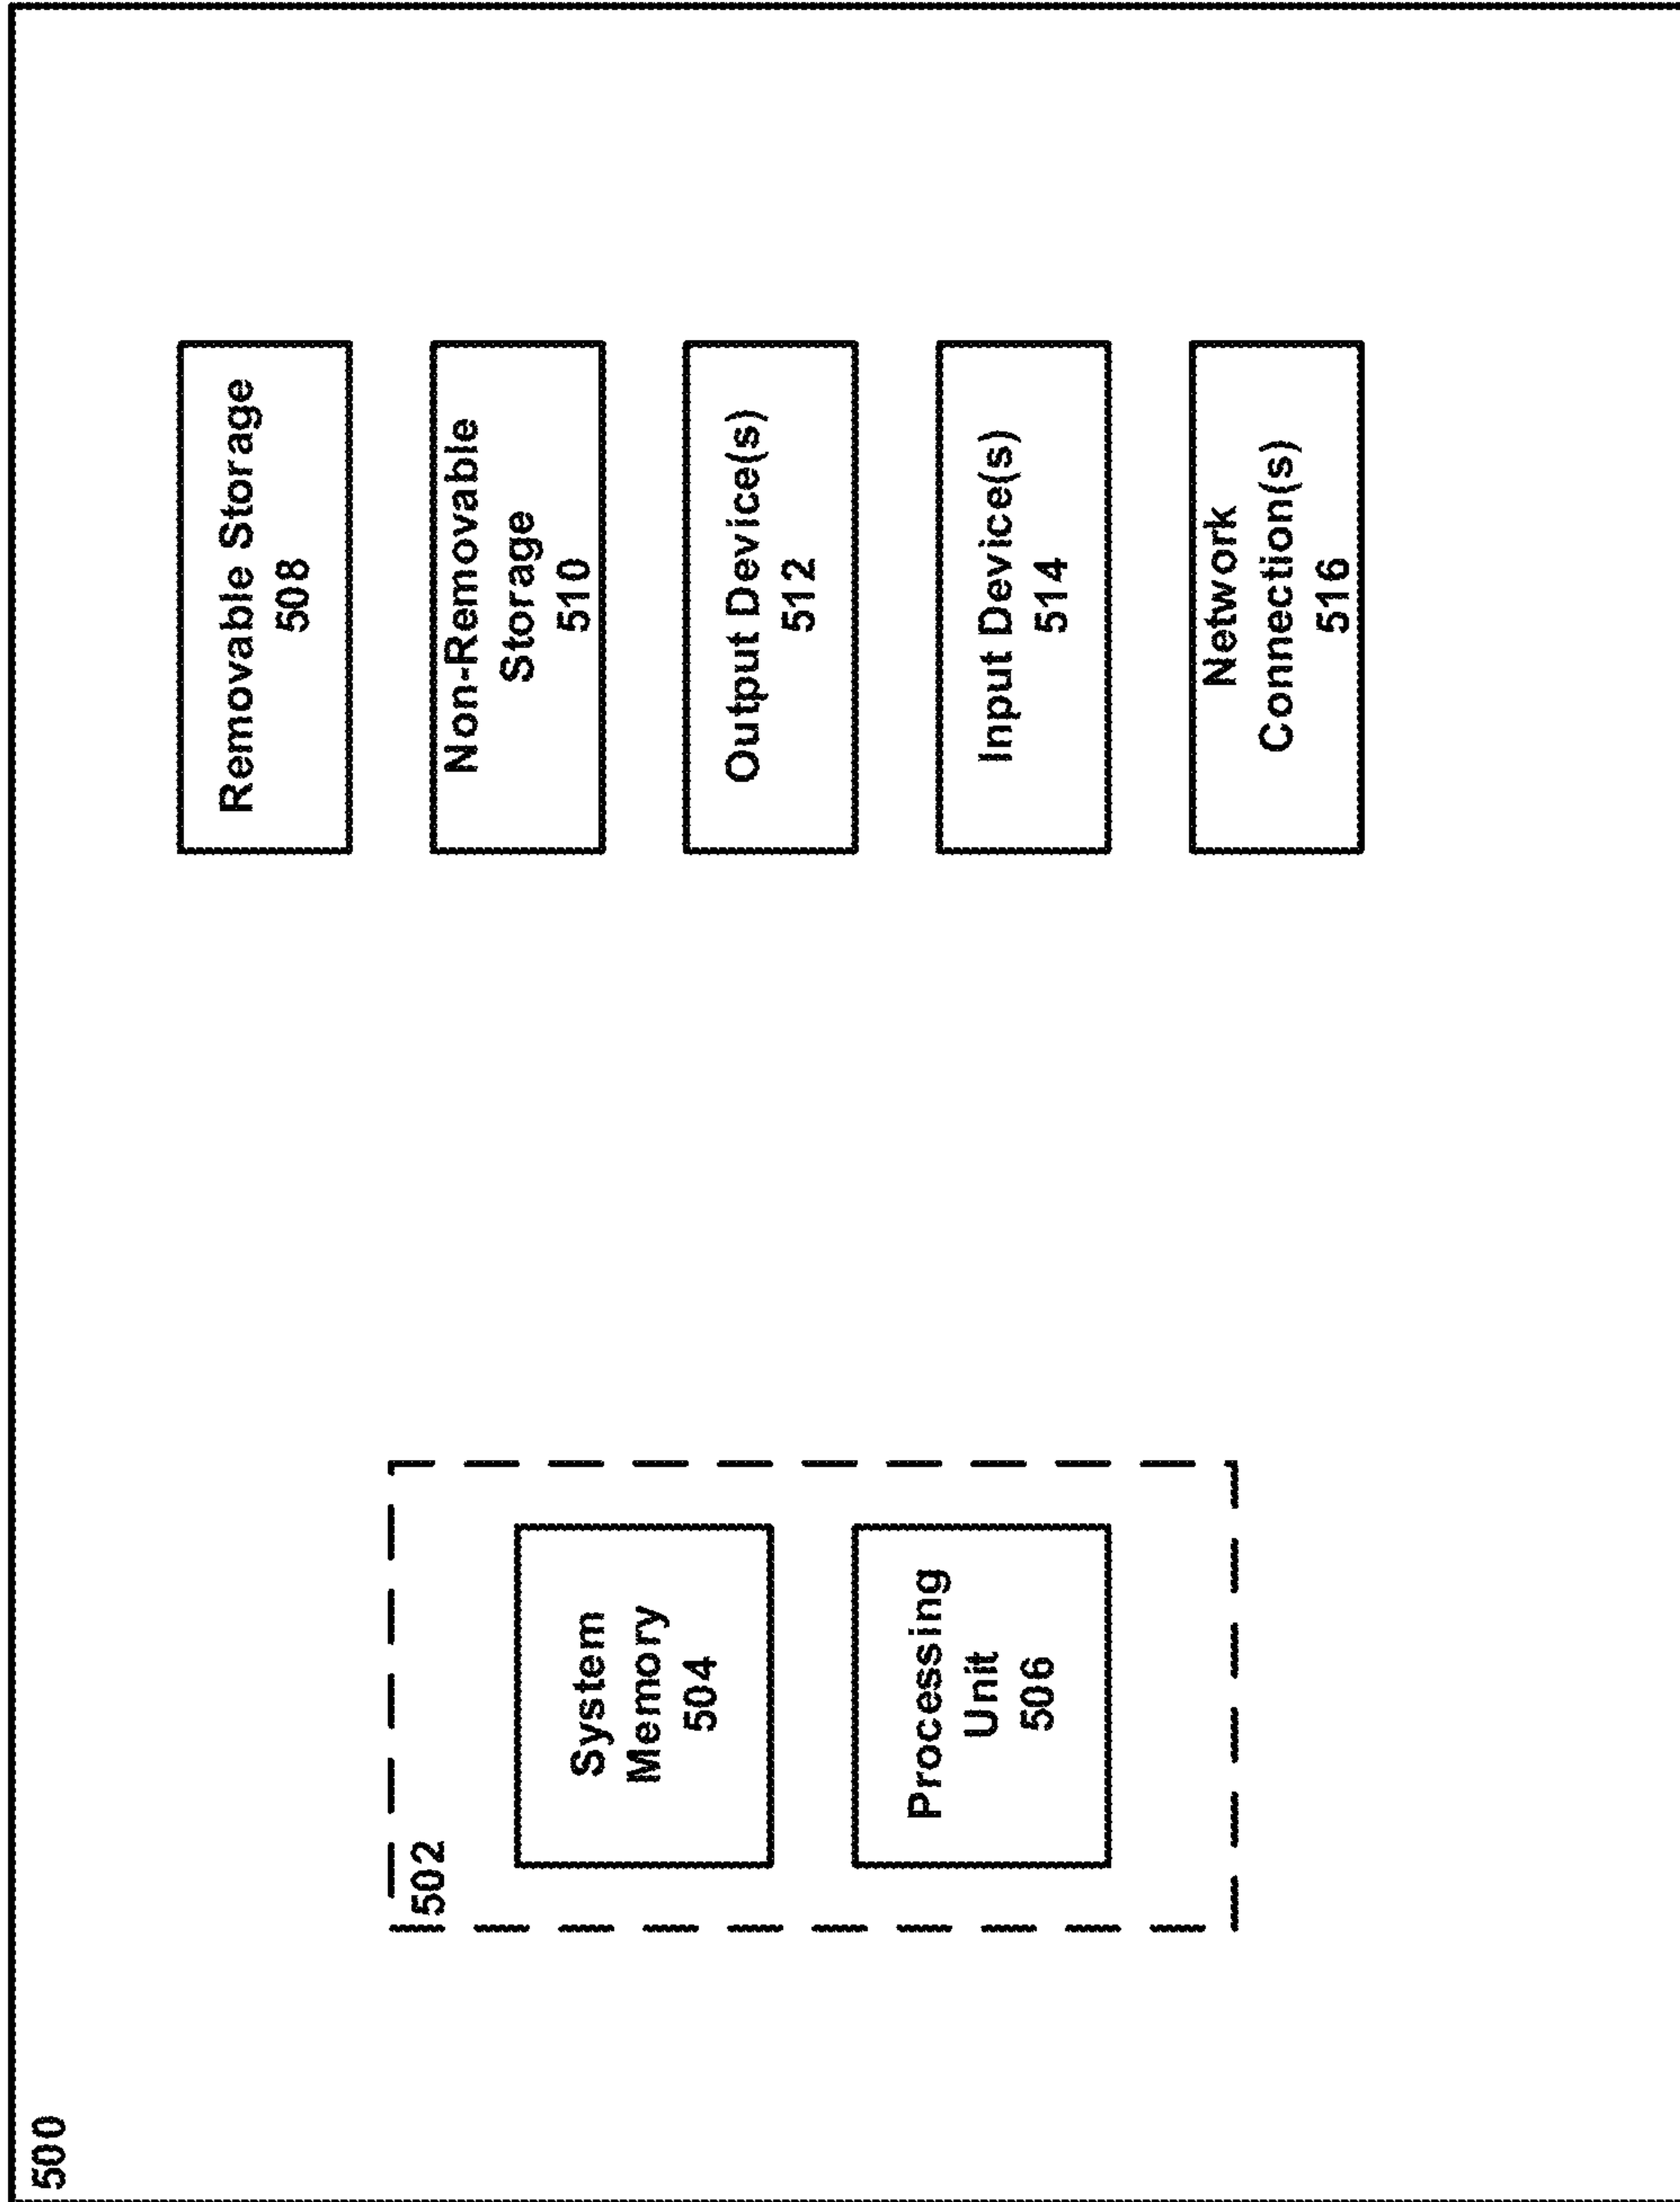 500
502
System
Memory
504
Processing
Unit
506
Removable Storage
508
Non-Removable
Storage
510
Output Device(s)
512
Input Device(s)
514
Network
Connection(s)
516